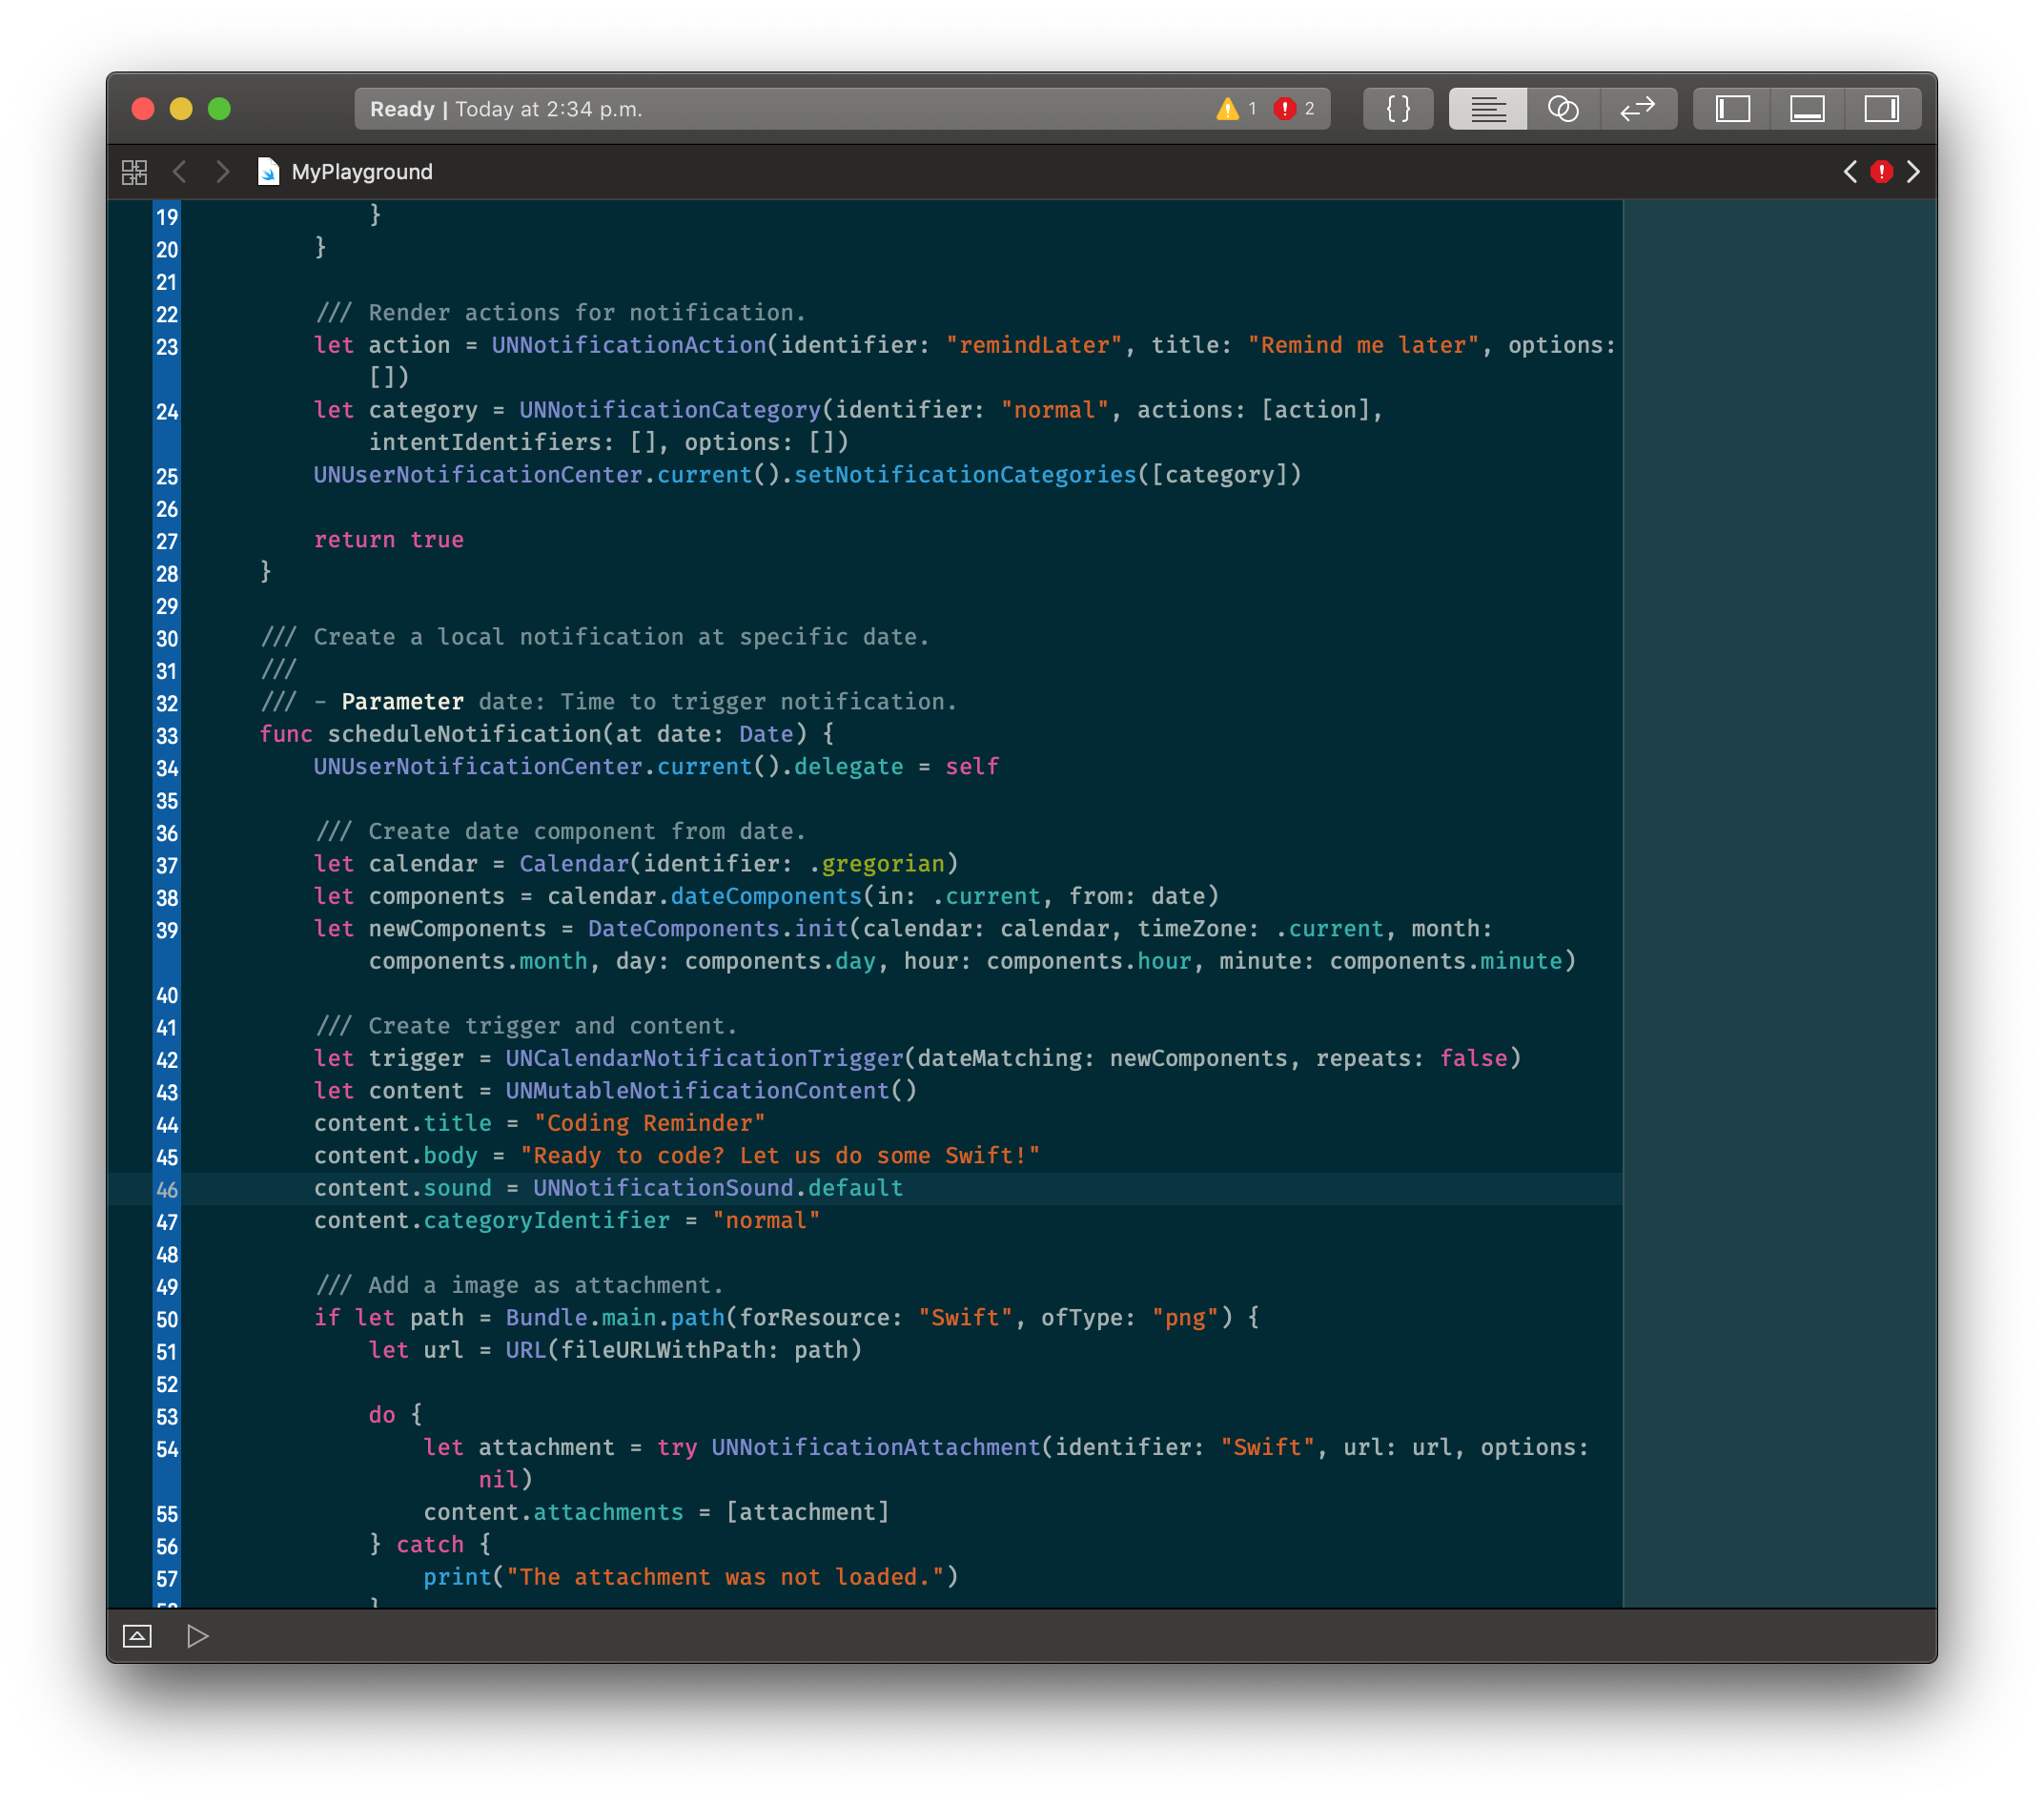 Ready | Today at 2:34 p.m. 1 2
MyPlayground
19 }
20 }
21
22 /// Render actions for notification.
23 let action = UNNotificationAction(identifier: "remindLater", title: "Remind me later", options:
[])
24 let category = UNNotificationCategory(identifier: "normal", actions: [action],
intentIdentifiers: [], options: [])
25 UNUserNotificationCenter.current().setNotificationCategories([category])
26
27 return true
28 }
29
30 /// Create a local notification at specific date.
31 ///
32 /// - Parameter date: Time to trigger notification.
33 func scheduleNotification(at date: Date) {
34 UNUserNotificationCenter.current().delegate = self
35
36 /// Create date component from date.
37 let calendar = Calendar(identifier: .gregorian)
38 let components = calendar.dateComponents(in: .current, from: date)
39 let newComponents = DateComponents.init(calendar: calendar, timeZone: .current, month:
components.month, day: components.day, hour: components.hour, minute: components.minute)
40
41 /// Create trigger and content.
42 let trigger = UNCalendarNotificationTrigger(dateMatching: newComponents, repeats: false)
43 let content = UNMutableNotificationContent()
44 content.title = "Coding Reminder"
45 content.body = "Ready to code? Let us do some Swift!"
46 content.sound = UNNotificationSound.default
47 content.categoryIdentifier = "normal"
48
49 /// Add a image as attachment.
50 if let path = Bundle.main.path(forResource: "Swift", ofType: "png") {
51 let url = URL(fileURLWithPath: path)
52
53 do {
54 let attachment = try UNNotificationAttachment(identifier: "Swift", url: url, options:
nil)
55 content.attachments = [attachment]
56 } catch {
57 print("The attachment was not loaded.")